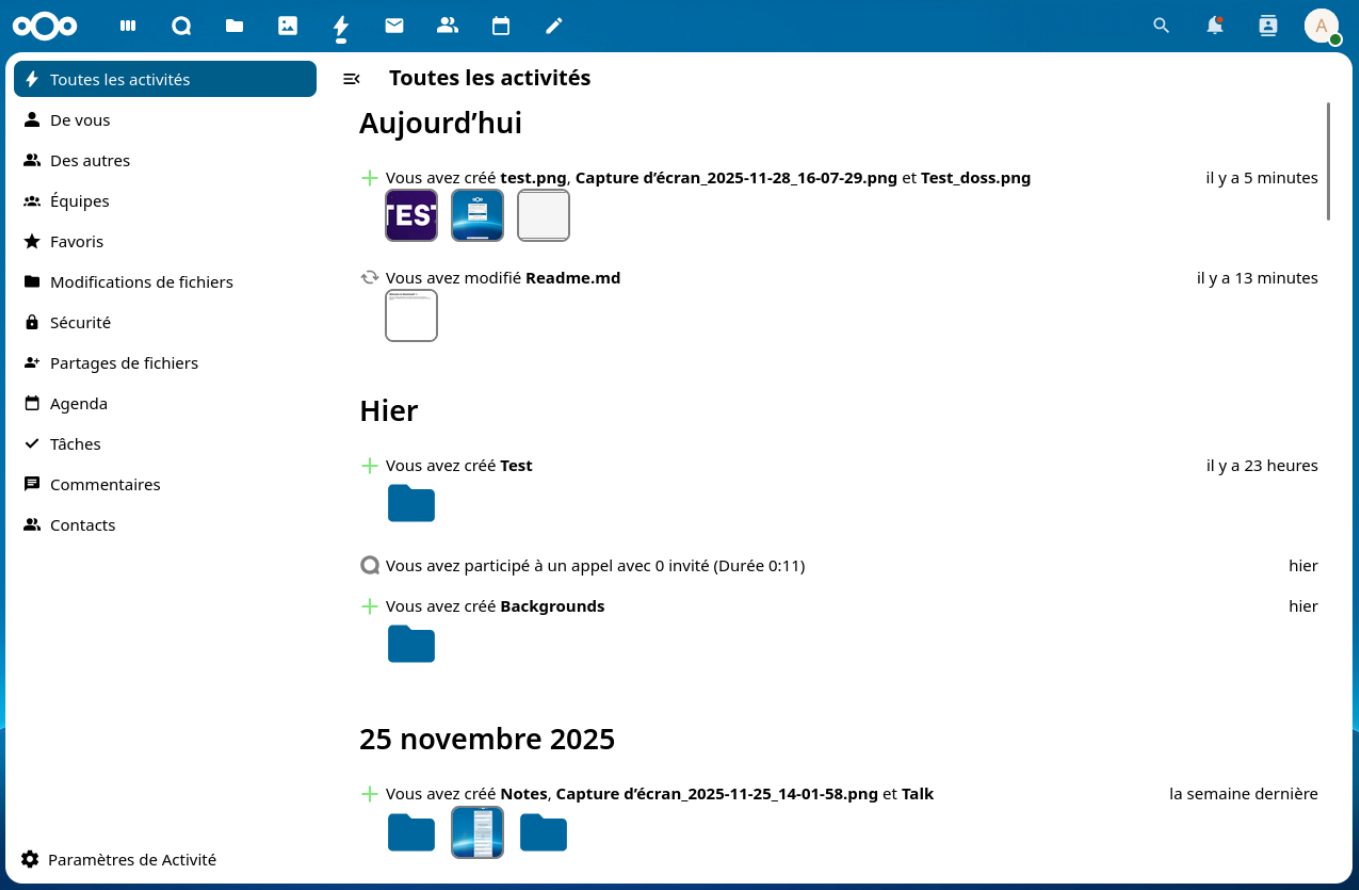 A
Toutes les activités
De vous
Des autres
Équipes
Favoris
Modifications de fichiers
Sécurité
Partages de fichiers
Agenda
Tâches
Commentaires
Contacts
Paramètres de Activité
Toutes les activités
Aujourd’hui
Vous avez créé test.png, Capture d’écran_2025-11-28_16-07-29.png et Test_doss.png il y a 5 minutes
TEST
Vous avez modifié Readme.md il y a 13 minutes
Hier
Vous avez créé Test il y a 23 heures
Vous avez participé à un appel avec 0 invité (Durée 0:11) hier
Vous avez créé Backgrounds hier
25 novembre 2025
Vous avez créé Notes, Capture d’écran_2025-11-25_14-01-58.png et Talk la semaine dernière